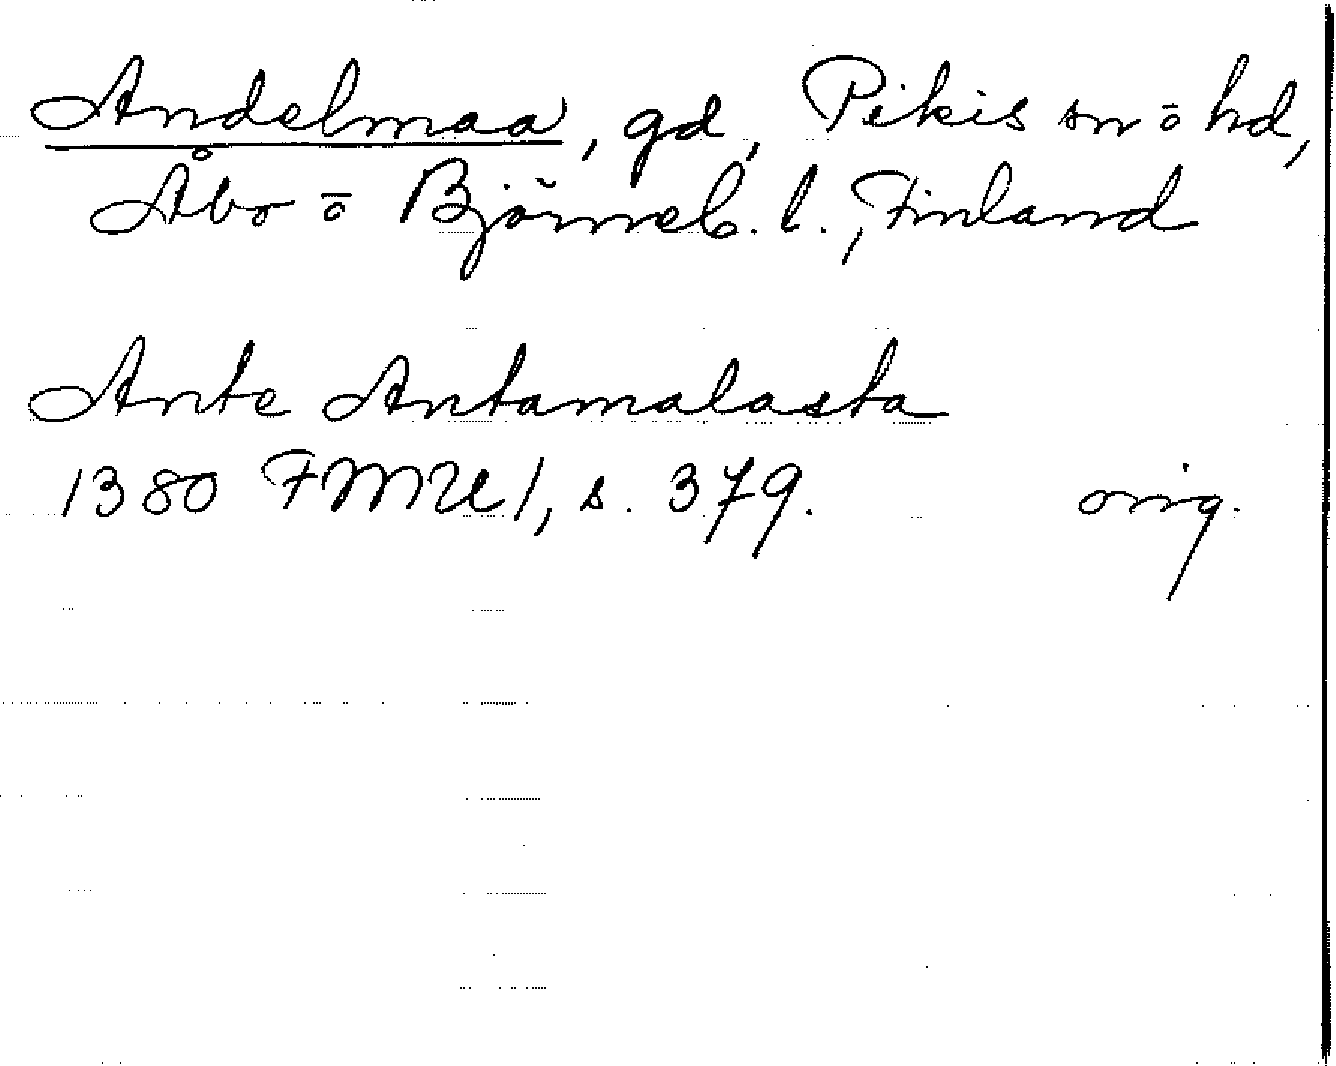 Andelmaa, gd, Pikis sn ō hd,
Åbo ō Björneb. l., Finland
Ante Antamalasta
1380 FMU 1, s. 379. orig.